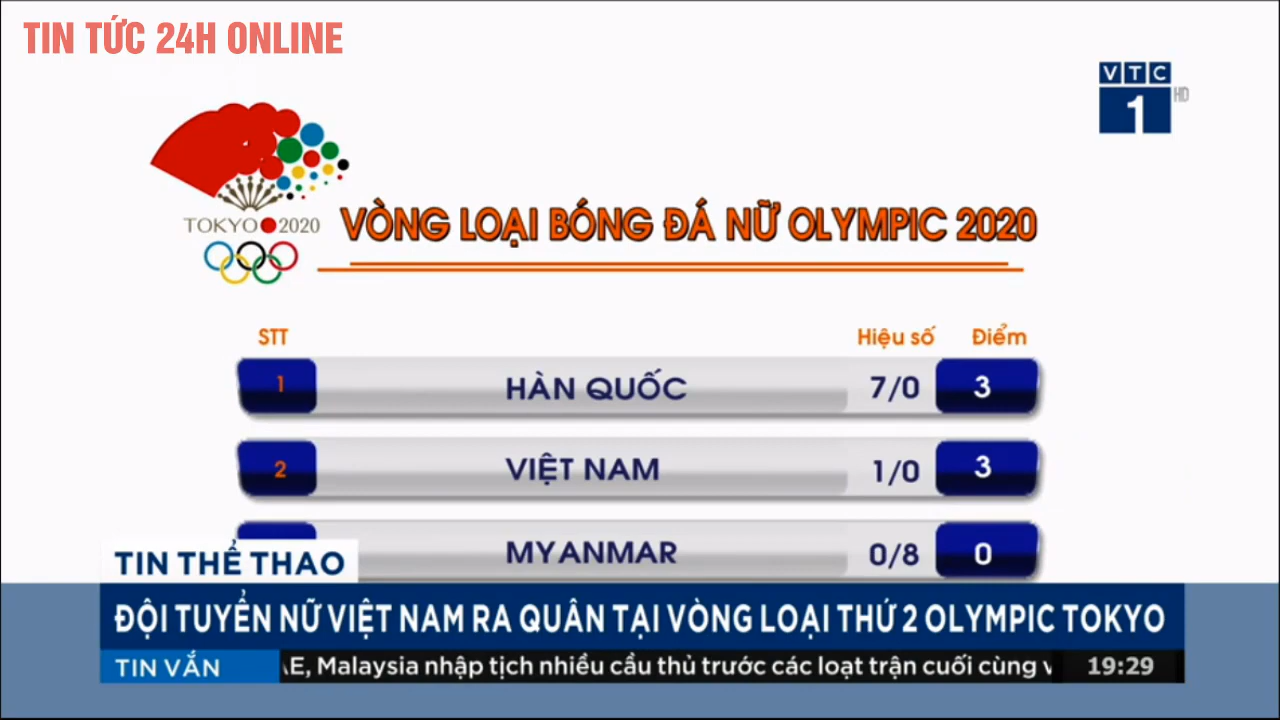 TIN TỨC 24H ONLINE
VTC
1
HD
TOKYO 2020
VÒNG LOẠI BÓNG ĐÁ NỮ OLYMPIC 2020
STT Hiệu số Điểm
1 HÀN QUỐC 7/0 3
2 VIỆT NAM 1/0 3
MYANMAR 0/8 0
TIN THỂ THAO
ĐỘI TUYỂN NỮ VIỆT NAM RA QUÂN TẠI VÒNG LOẠI THỨ 2 OLYMPIC TOKYO
TIN VẮN AE, Malaysia nhập tịch nhiều cầu thủ trước các loạt trận cuối cùng 19:29